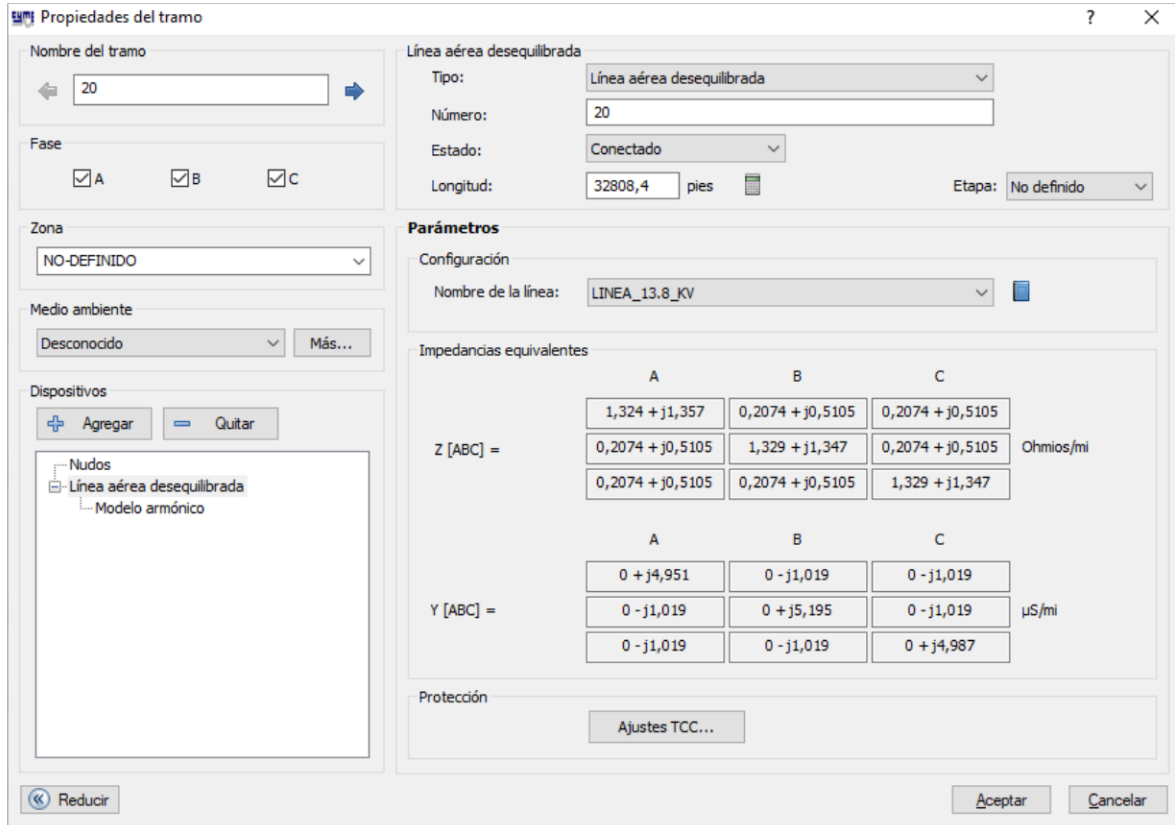 Propiedades del tramo
?
Nombre del tramo
20
Fase
A B C
Zona
NO-DEFINIDO
Medio ambiente
Desconocido Más...
Dispositivos
Agregar Quitar
Nudos
Línea aérea desequilibrada
Modelo armónico
Línea aérea desequilibrada
Tipo: Línea aérea desequilibrada
Número: 20
Estado: Conectado
Longitud: 32808,4 pies Etapa: No definido
Parámetros
Configuración
Nombre de la línea: LINEA_13.8_KV
Impedancias equivalentes
A B C
1,324 + j1,357 0,2074 + j0,5105 0,2074 + j0,5105
Z [ABC] = 0,2074 + j0,5105 1,329 + j1,347 0,2074 + j0,5105 Ohmios/mi
0,2074 + j0,5105 0,2074 + j0,5105 1,329 + j1,347
A B C
0 + j4,951 0 - j1,019 0 - j1,019
Y [ABC] = 0 - j1,019 0 + j5,195 0 - j1,019 µS/mi
0 - j1,019 0 - j1,019 0 + j4,987
Protección
Ajustes TCC...
Reducir Aceptar Cancelar